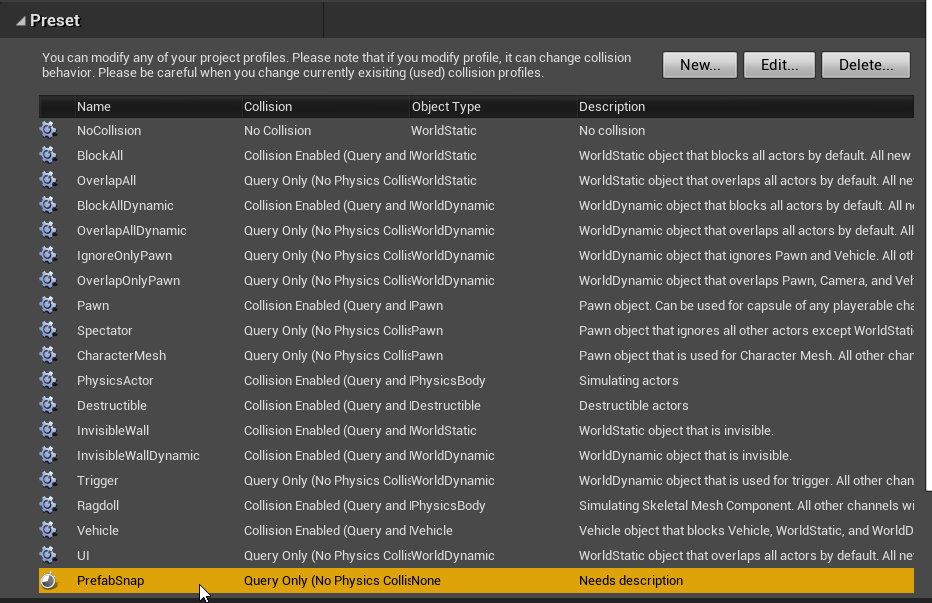 Preset
You can modify any of your project profiles. Please note that if you modify profile, it can change collision
behavior. Please be careful when you change currently exisiting (used) collision profiles.
New... Edit... Delete...
Name Collision Object Type Description
NoCollision No Collision WorldStatic No collision
BlockAll Collision Enabled (Query and WorldStatic WorldStatic object that blocks all actors by default. All new
OverlapAll Query Only (No Physics Collis WorldStatic WorldStatic object that overlaps all actors by default. All ne
BlockAllDynamic Collision Enabled (Query and WorldDynamic WorldDynamic object that blocks all actors by default. All
OverlapAllDynamic Query Only (No Physics Collis WorldDynamic WorldDynamic object that overlaps all actors by default. All
IgnoreOnlyPawn Query Only (No Physics Collis WorldDynamic WorldDynamic object that ignores Pawn and Vehicle. All
OverlapOnlyPawn Query Only (No Physics Collis WorldDynamic WorldDynamic object that overlaps Pawn, Camera, and
Pawn Collision Enabled (Query and Pawn Pawn object. Can be used for capsule of any playerable
Spectator Query Only (No Physics Collis Pawn Pawn object that ignores all other actors except WorldStati
CharacterMesh Query Only (No Physics Collis Pawn Pawn object that is used for Character Mesh. All other
PhysicsActor Collision Enabled (Query and PhysicsBody Simulating actors
Destructible Collision Enabled (Query and Destructible Destructible actors
InvisibleWall Collision Enabled (Query and WorldStatic WorldStatic object that is invisible.
InvisibleWallDynamic Collision Enabled (Query and WorldDynamic WorldDynamic object that is invisible.
Trigger Query Only (No Physics Collis WorldDynamic WorldDynamic object that is used for trigger. All other
Ragdoll Collision Enabled (Query and PhysicsBody Simulating Skeletal Mesh Component. All other channels wi
Vehicle Collision Enabled (Query and Vehicle Vehicle object that blocks Vehicle, WorldStatic, and WorldD
UI Query Only (No Physics Collis WorldDynamic WorldStatic object that overlaps all actors by default. All ne
PrefabSnap Query Only (No Physics Collis None Needs description